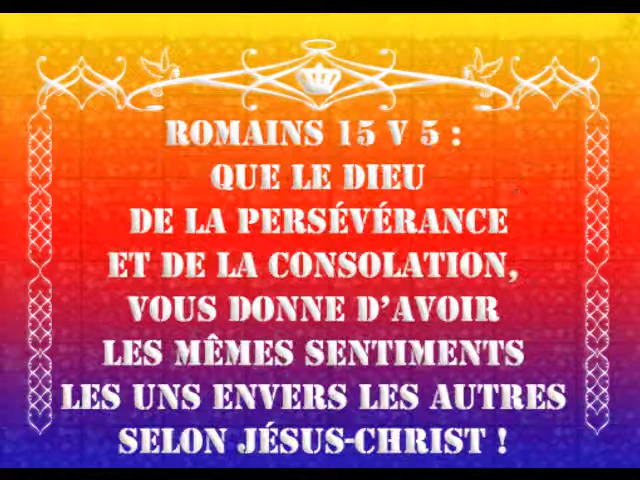 ROMAINS 15 V 5 :
QUE LE DIEU
DE LA PERSÉVÉRANCE
ET DE LA CONSOLATION,
VOUS DONNE D'AVOIR
LES MÊMES SENTIMENTS
LES UNS ENVERS LES AUTRES
SELON JÉSUS-CHRIST !